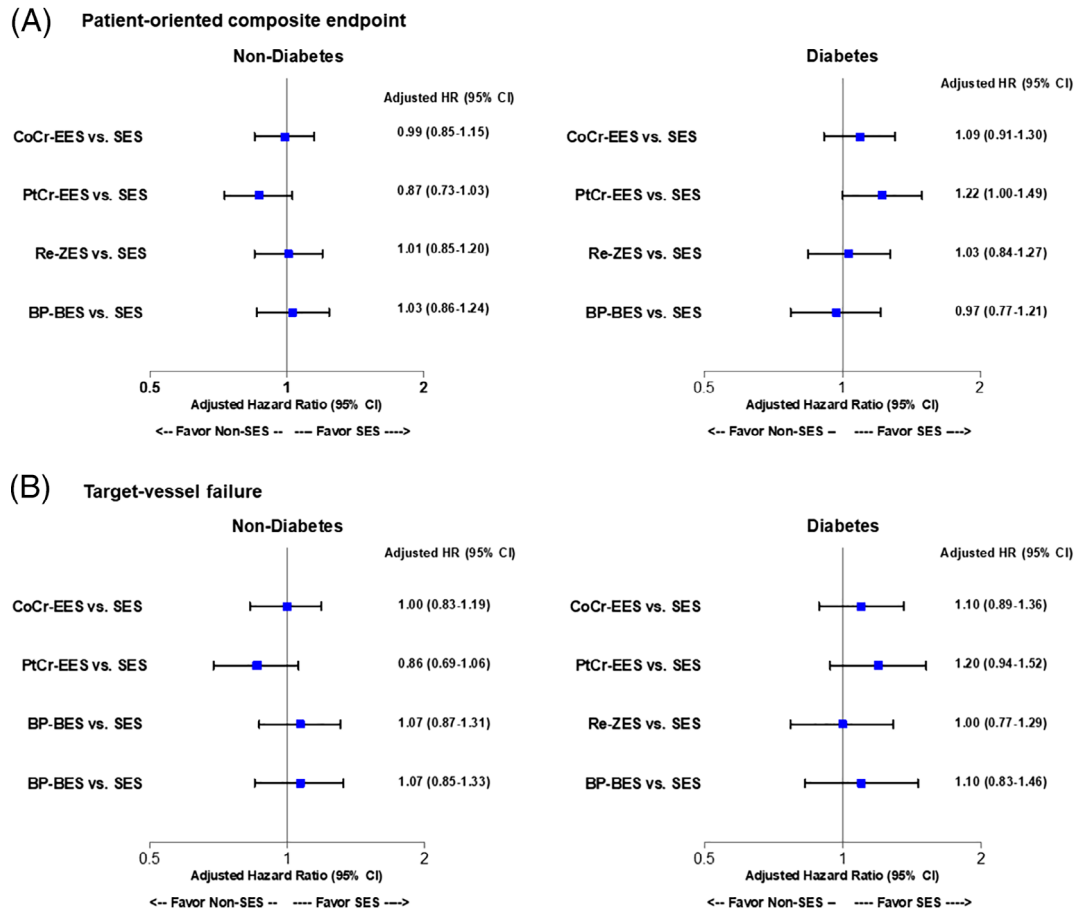 (A) Patient-oriented composite endpoint
Non-Diabetes
Adjusted HR (95% CI)
CoCr-EES vs. SES 0.99 (0.85-1.15)
PtCr-EES vs. SES 0.87 (0.73-1.03)
Re-ZES vs. SES 1.01 (0.85-1.20)
BP-BES vs. SES 1.03 (0.86-1.24)
0.5 1 2
Adjusted Hazard Ratio (95% CI)
<-- Favor Non-SES -- ---- Favor SES ---->
Diabetes
Adjusted HR (95% CI)
CoCr-EES vs. SES 1.09 (0.91-1.30)
PtCr-EES vs. SES 1.22 (1.00-1.49)
Re-ZES vs. SES 1.03 (0.84-1.27)
BP-BES vs. SES 0.97 (0.77-1.21)
0.5 1 2
Adjusted Hazard Ratio (95% CI)
<-- Favor Non-SES -- ---- Favor SES ---->
(B) Target-vessel failure
Non-Diabetes
Adjusted HR (95% CI)
CoCr-EES vs. SES 1.00 (0.83-1.19)
PtCr-EES vs. SES 0.86 (0.69-1.06)
BP-BES vs. SES 1.07 (0.87-1.31)
BP-BES vs. SES 1.07 (0.85-1.33)
0.5 1 2
Adjusted Hazard Ratio (95% CI)
<-- Favor Non-SES -- ---- Favor SES ---->
Diabetes
Adjusted HR (95% CI)
CoCr-EES vs. SES 1.10 (0.89-1.36)
PtCr-EES vs. SES 1.20 (0.94-1.52)
Re-ZES vs. SES 1.00 (0.77-1.29)
BP-BES vs. SES 1.10 (0.83-1.46)
0.5 1 2
Adjusted Hazard Ratio (95% CI)
<-- Favor Non-SES -- ---- Favor SES ---->